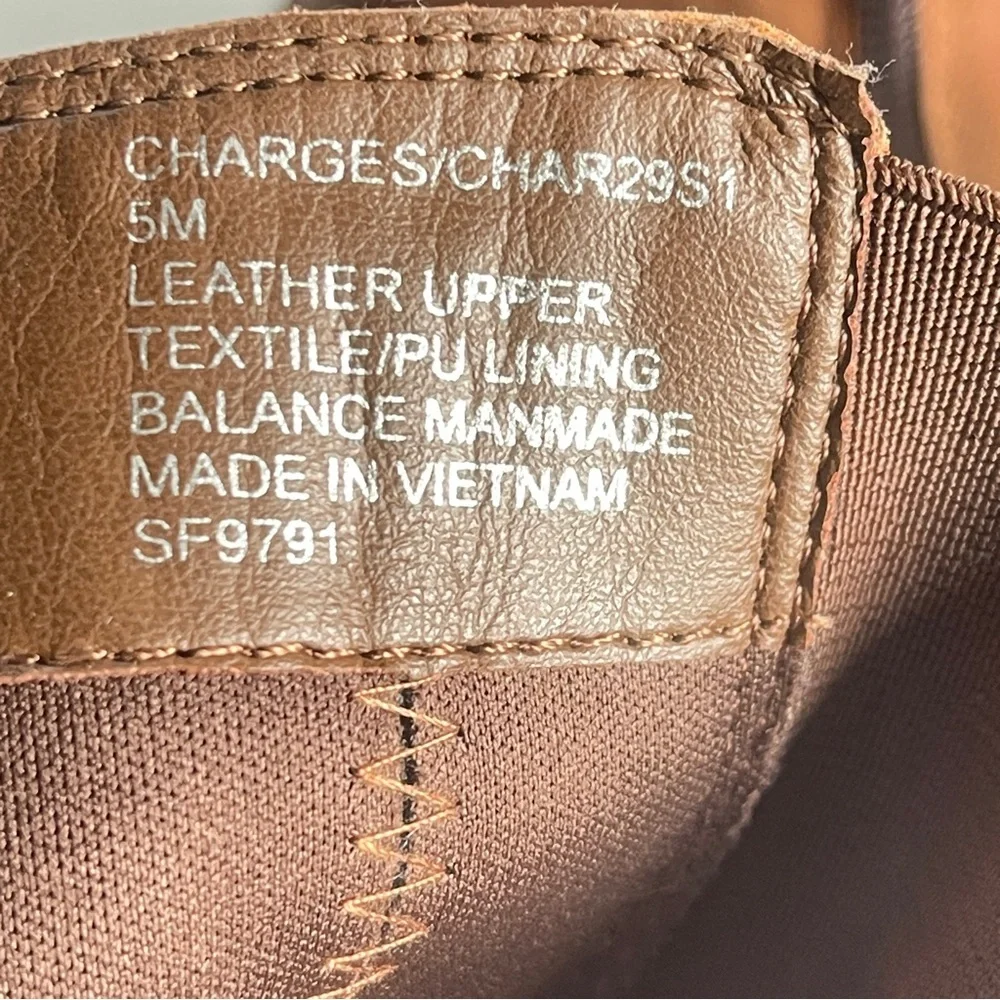 CHARGES/CHAR29S1
5M
LEATHER UPPER
TEXTILE/PU LINING
BALANCE MANMADE
MADE IN VIETNAM
SF9791